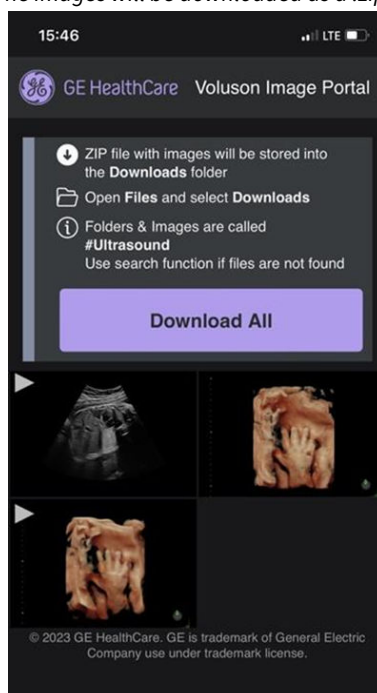 15:46
LTE
GE HealthCare Voluson Image Portal
ZIP file with images will be stored into
the Downloads folder
Open Files and select Downloads
Folders & Images are called
#Ultrasound
Use search function if files are not found
Download All
© 2023 GE HealthCare. GE is trademark of General Electric
Company use under trademark license.